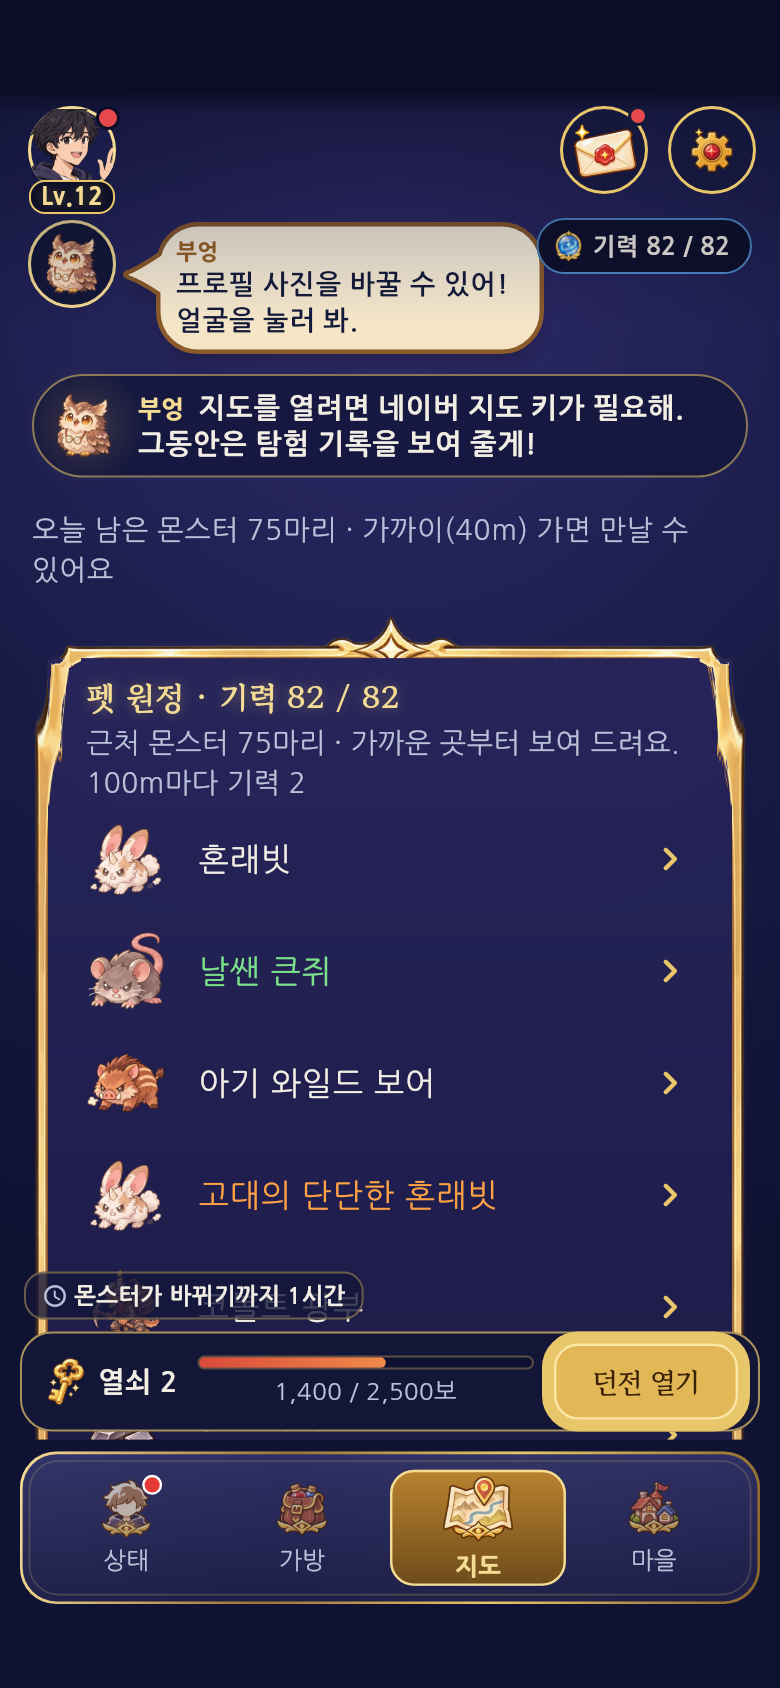 Lv.12
부엉
프로필 사진을 바꿀 수 있어!
얼굴을 눌러 봐.
기력 82 / 82
부엉 지도를 열려면 네이버 지도 키가 필요해.
그동안은 탐험 기록을 보여 줄게!
오늘 남은 몬스터 75마리 · 가까이(40m) 가면 만날 수
있어요
펫 원정 · 기력 82 / 82
근처 몬스터 75마리 · 가까운 곳부터 보여 드려요.
100m마다 기력 2
혼래빗
날쌘 큰쥐
아기 와일드 보어
고대의 단단한 혼래빗
몬스터가 바뀌기까지 1시간
열쇠 2
1,400 / 2,500보
던전 열기
상태
가방
지도
마을